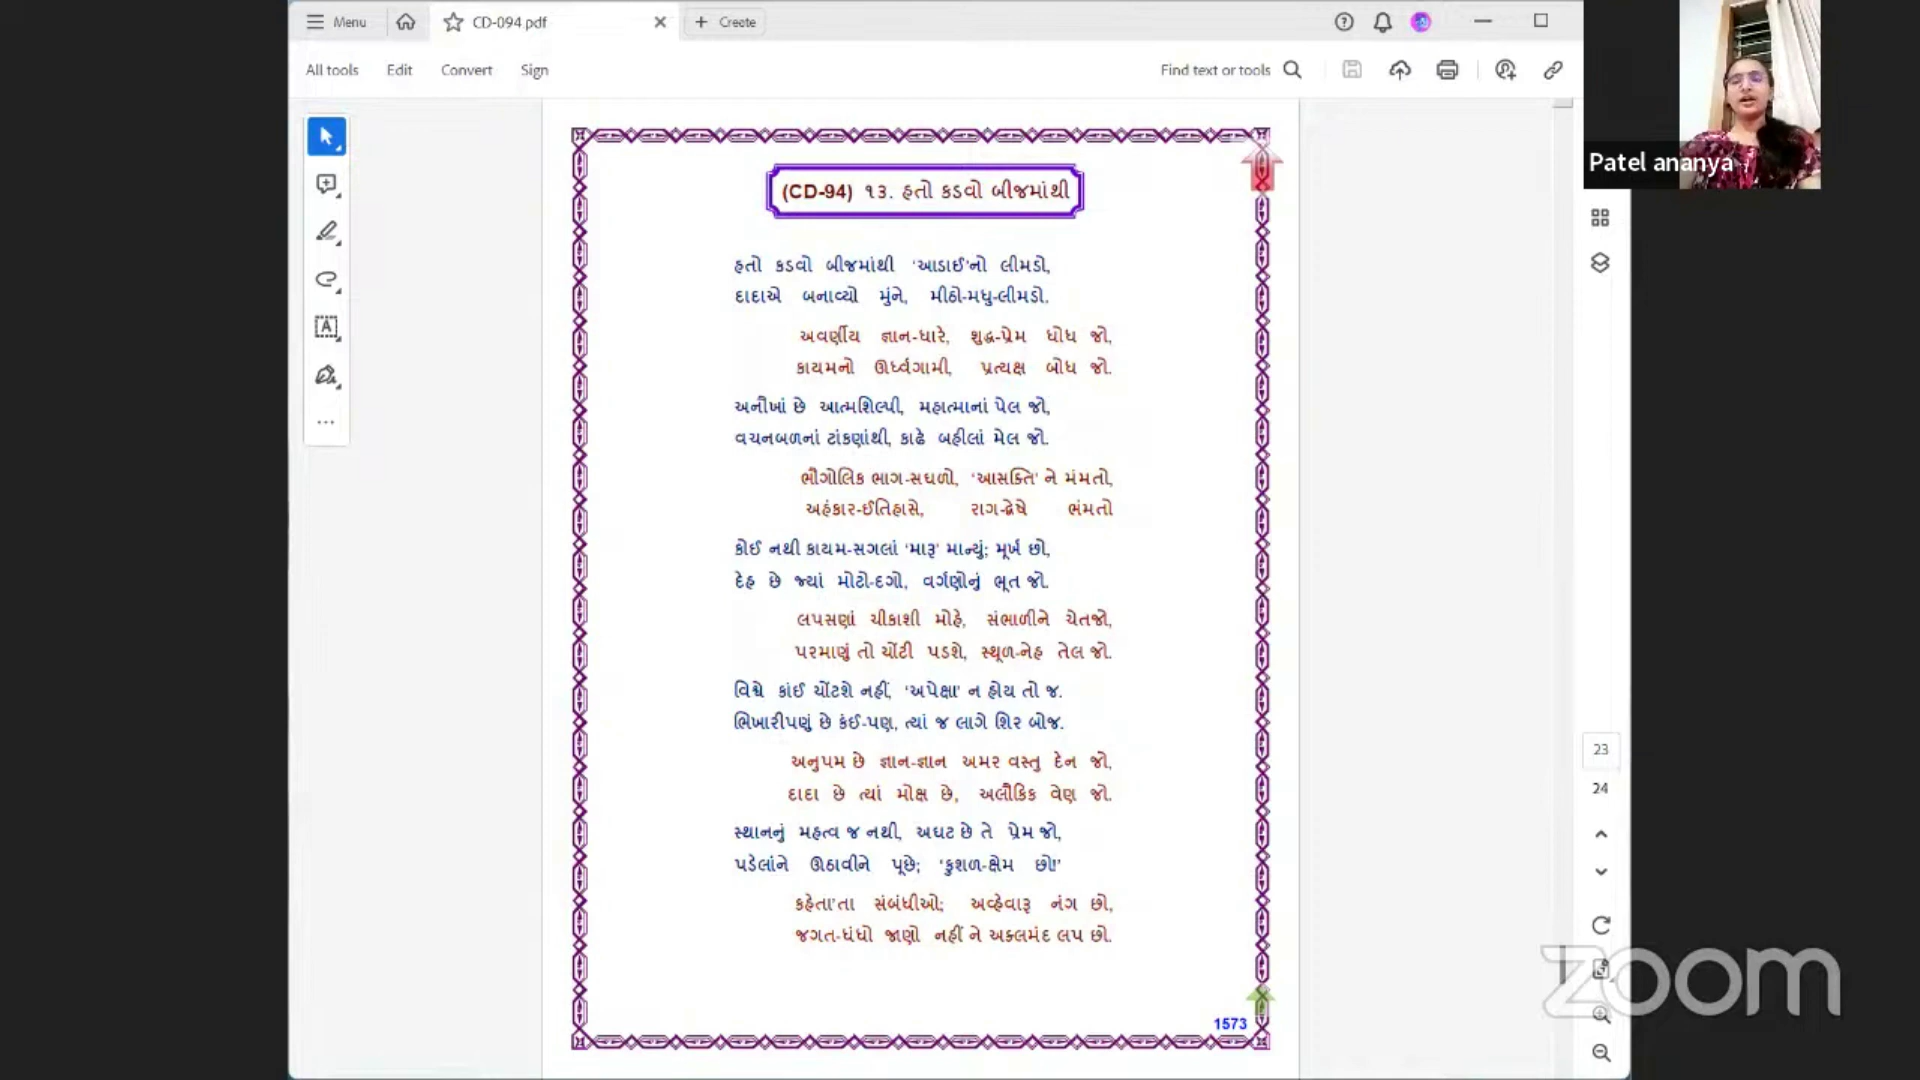 Menu
CD-094 pdf
Create
All tools
Edit
Convert
Sign
Find text or tools
Patel ananya
(CD-94) ૧૩. હતો કડવો બીજમાંથી
હતો કડવો બીજમાંથી ‘આડાઈ’નો લીમડો,
દાદાએ બનાવ્યો મુંને, મીઠો-મધુ-લીમડો.
અવર્ણીય જ્ઞાન-ધારે, શુદ્ધ-પ્રેમ ધોધ જો,
કાયમનો ઊર્ધ્વગામી, પ્રત્યક્ષ બોધ જો.
અનૌખાં છે આત્મશિલ્પી, મહાત્માનાં પેલ જો,
વચનબળનાં ટાંકણાંથી, કાઢે બહીલાં મેલ જો.
ભૌગોલિક ભાગ-સઘળો, ‘આસક્તિ’ ને મંમતો,
અહંકાર-ઈતિહાસે, રાગ-દ્વેષે ભંમતો
કોઈ નથી કાયમ-સગલાં ‘મારૂ’ માન્યું; મૂર્ખ છો,
દેહ છે જ્યાં મોટો-દગો, વર્ગણોનું ભૂત જો.
લપસણાં ચીકાશી મોહે, સંભાળીને ચેતજો,
પરમાણું તો ચોંટી પડશે, સ્થૂળ-નેહ તેલ જો.
વિશ્વે કાંઈ ચોંટશે નહીં, ‘અપેક્ષા’ ન હોય તો જ.
ભિખારીપણું છે કંઈ-પણ, ત્યાં જ લાગે શિર બોજ.
અનુપમ છે જ્ઞાન-જ્ઞાન અમર વસ્તુ દેન જો,
દાદા છે ત્યાં મોક્ષ છે, અલૌકિક વેણ જો.
સ્થાનનું મહત્વ જ નથી, અઘટ છે તે પ્રેમ જો,
પડેલાંને ઊઠાવીને પૂછે; ‘કુશળ-ક્ષેમ છો!’
કહેતા’તા સંબંધીઓ; અવ્હેવારૂ નંગ છો,
જગત-ધંધો જાણો નહીં ને અક્લમંદ લપ છો.
1573
23
24
zoom